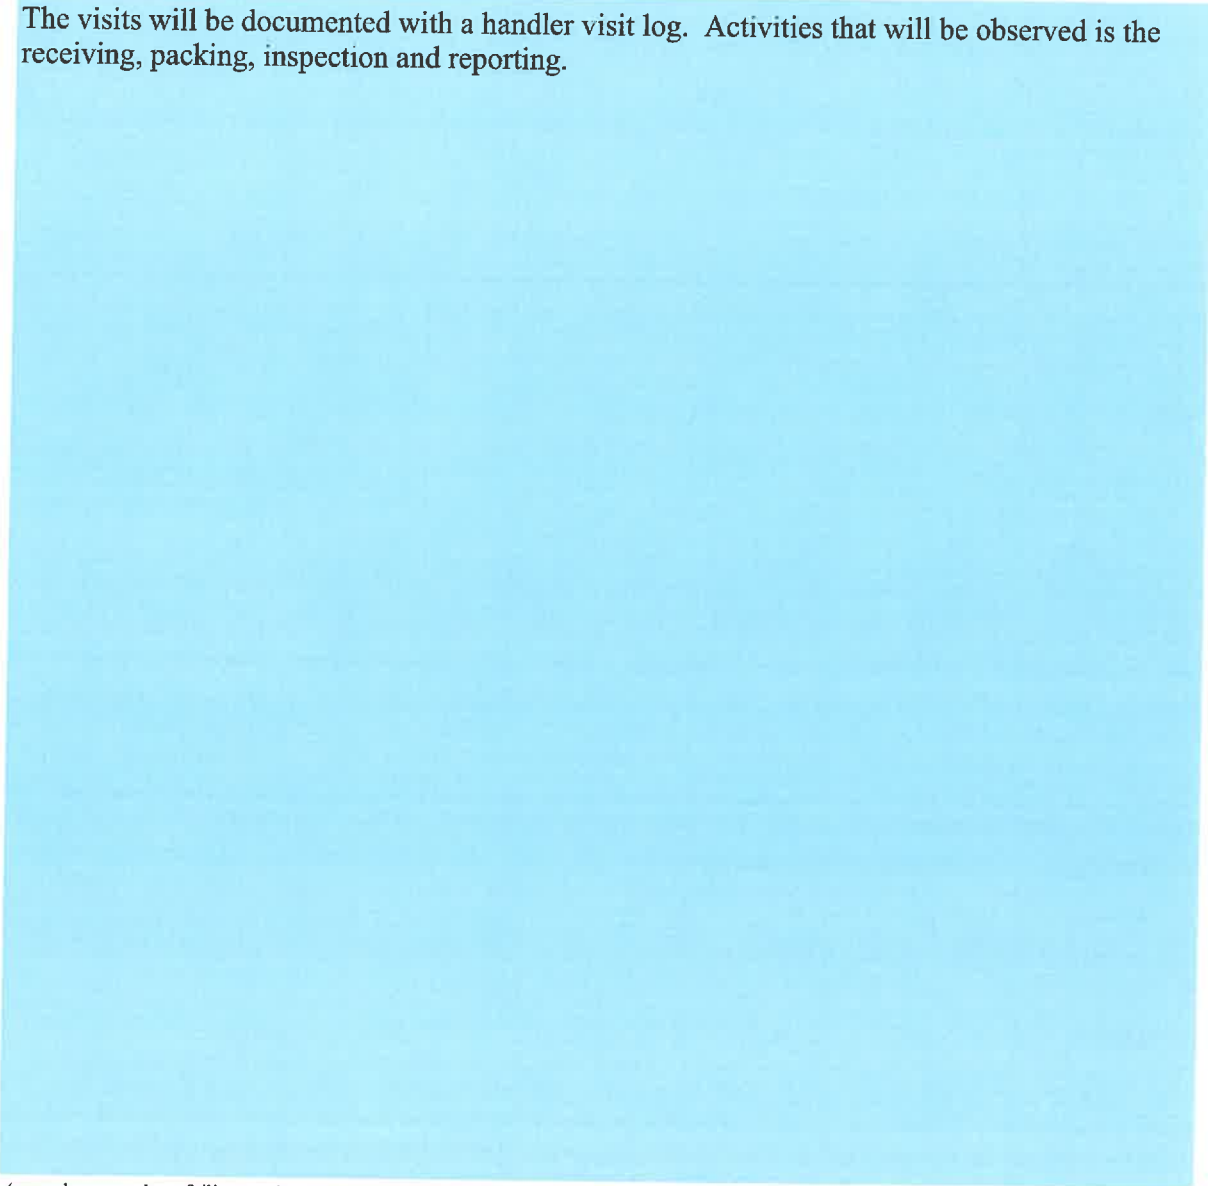 The visits will be documented with a handler visit log.  Activities that will be observed is the
receiving, packing, inspection and reporting.